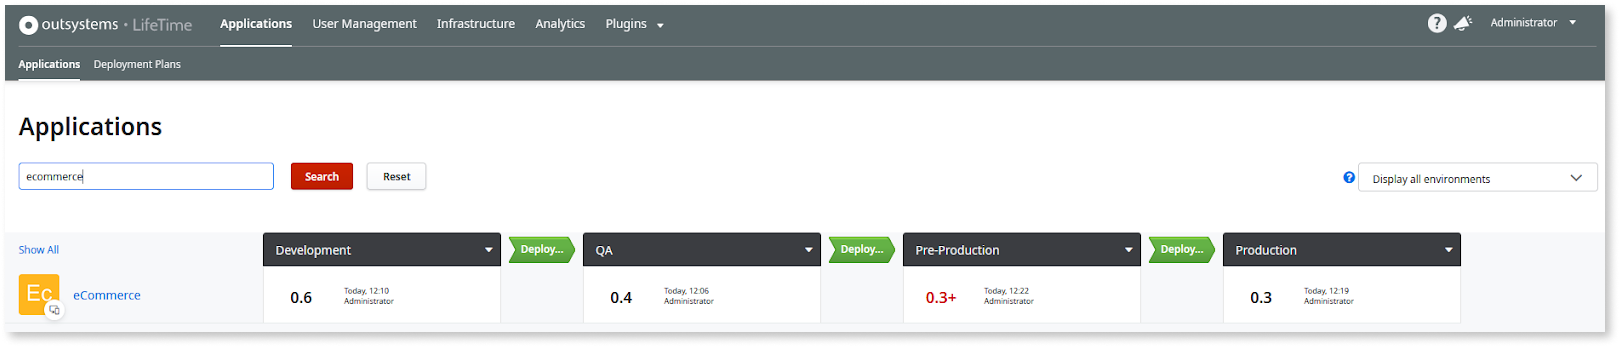 outsystems • LifeTime Applications User Management Infrastructure Analytics Plugins ? Administrator
Applications Deployment Plans
Applications
ecommerce Search Reset ? Display all environments
Show All Development Deploy... QA Deploy... Pre-Production Deploy... Production
Ec eCommerce 0.6 Today, 12:10 Administrator 0.4 Today, 12:06 Administrator 0.3+ Today, 12:22 Administrator 0.3 Today, 12:19 Administrator